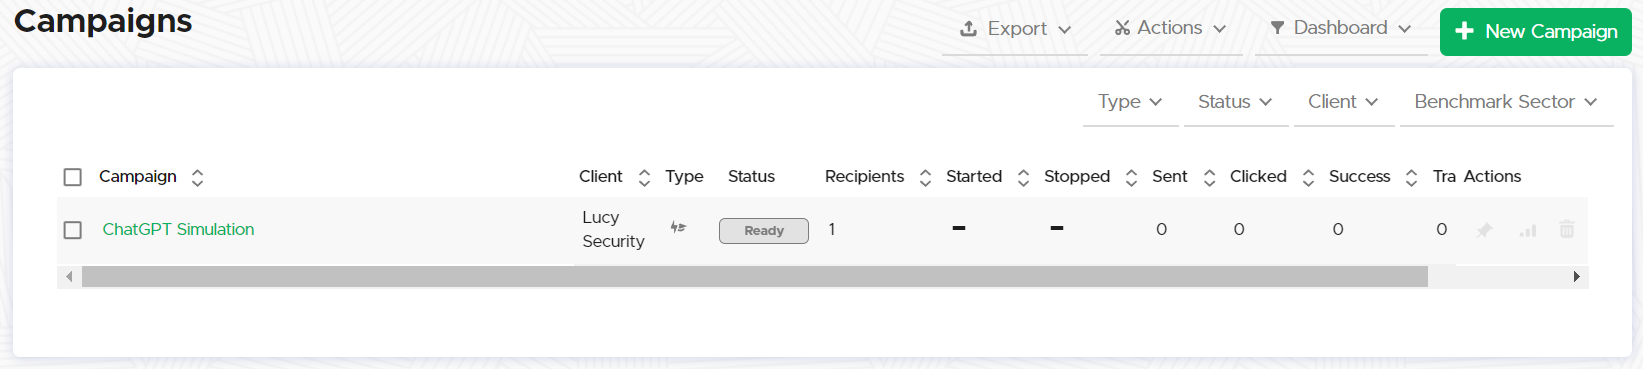 Campaigns
Export Actions Dashboard New Campaign
Type Status Client Benchmark Sector
Campaign Client Type Status Recipients Started Stopped Sent Clicked Success Tra Actions
ChatGPT Simulation Lucy Security Ready 1 - - 0 0 0 0